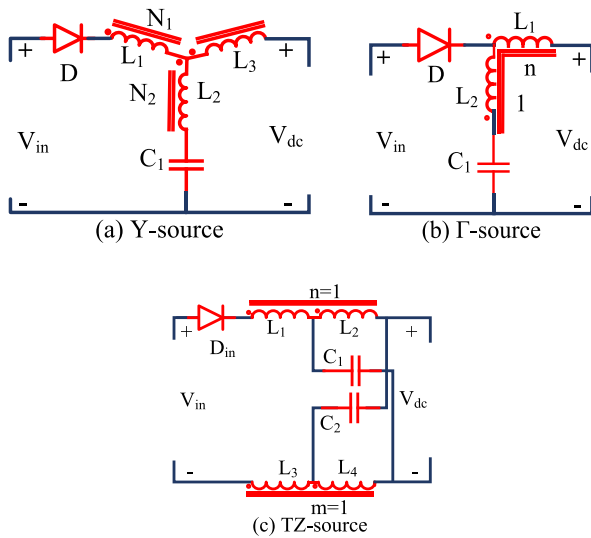 N1
+ D L1 L3 +
N2 L2
Vin C1 Vdc
- -
(a) Y-source
L1
+ D n +
L2 1
Vin C1 Vdc
- -
(b) Γ-source
n=1
+ Din L1 L2 +
C1
Vin Vdc
C2
- L3 L4 -
m=1
(c) TZ-source